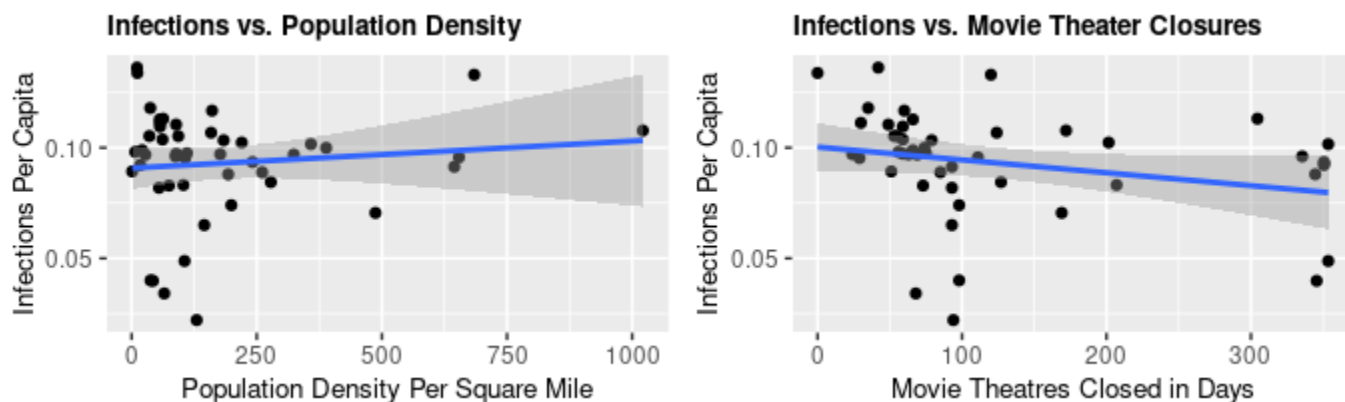 Infections vs. Population Density
Infections Per Capita
0.10
0.05
0
250
500
750
1000
Population Density Per Square Mile
Infections vs. Movie Theater Closures
Infections Per Capita
0.10
0.05
0
100
200
300
Movie Theatres Closed in Days